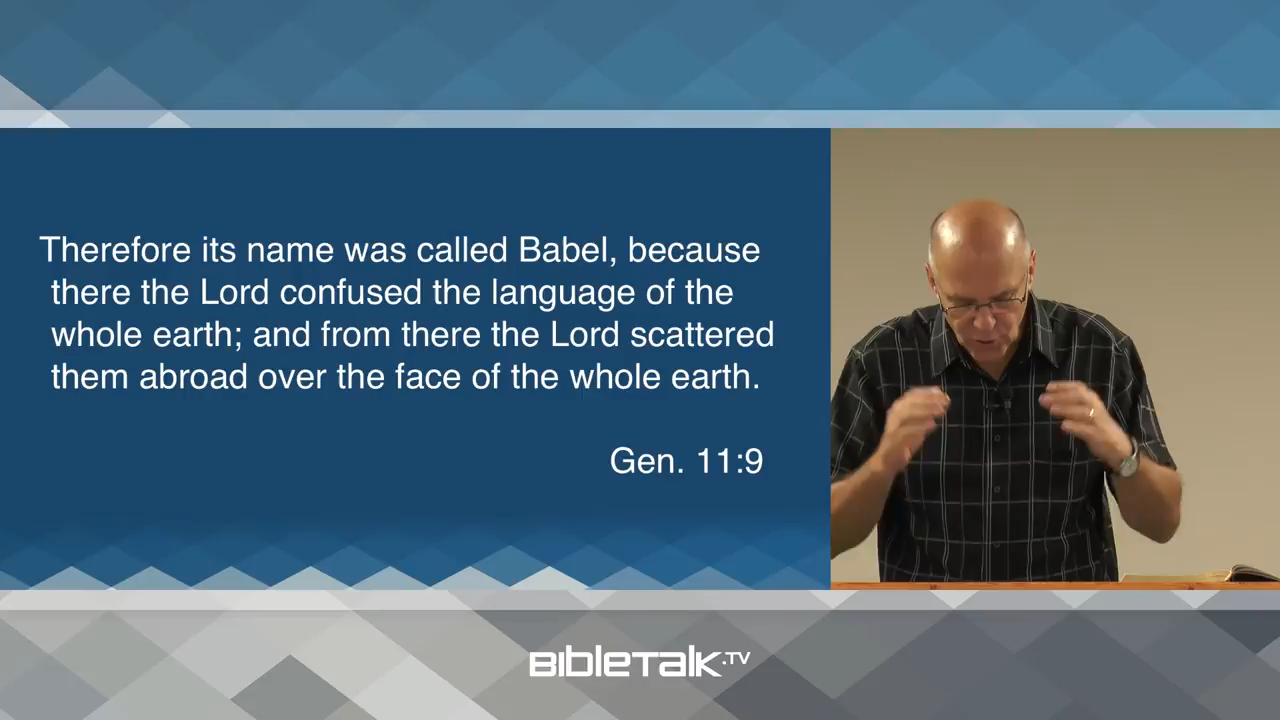 Therefore its name was called Babel, because
there the Lord confused the language of the
whole earth; and from there the Lord scattered
them abroad over the face of the whole earth.
Gen. 11:9
BibleTalk.TV